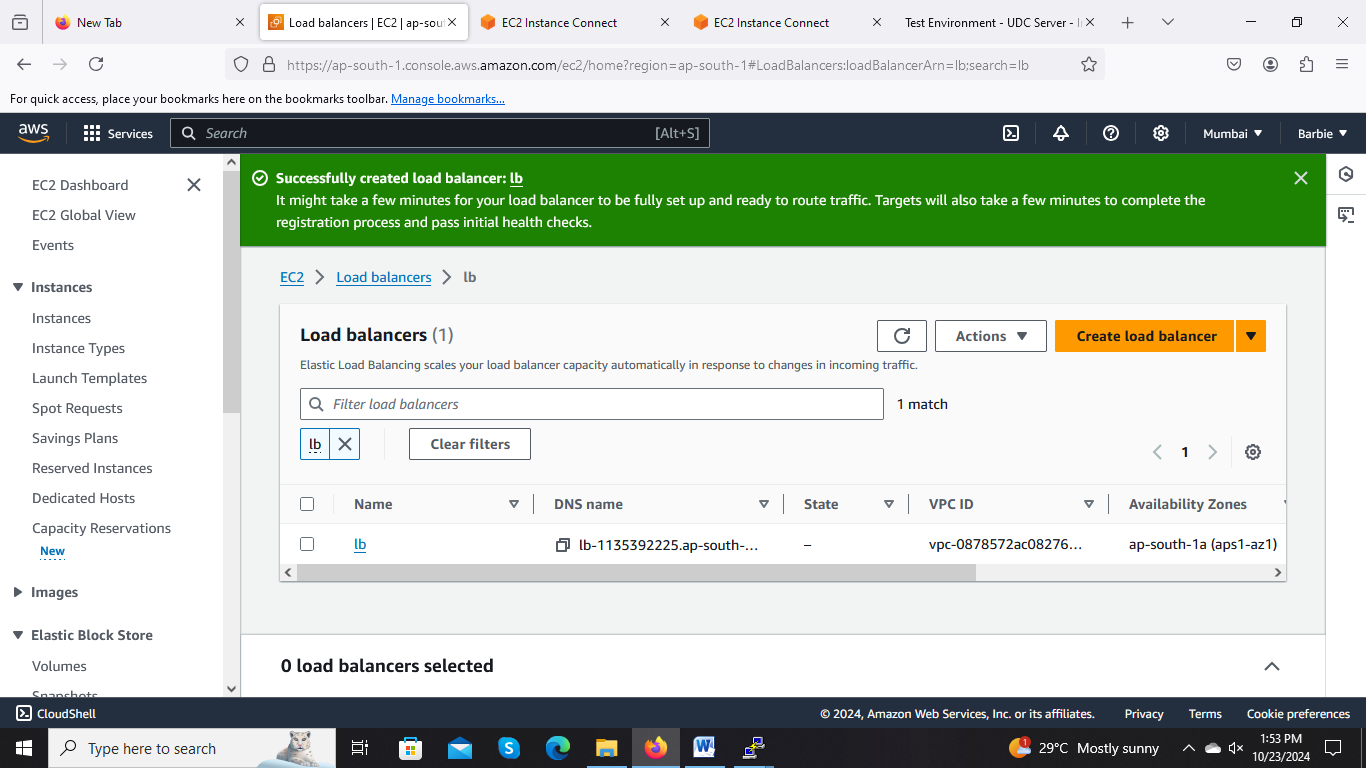 New Tab
Load balancers | EC2 | ap-sou
EC2 Instance Connect
EC2 Instance Connect
Test Environment - UDC Server -
https://ap-south-1.console.aws.amazon.com/ec2/home?region=ap-south-1#LoadBalancers:loadBalancerArn=lb;search=lb
For quick access, place your bookmarks here on the bookmarks toolbar. Manage bookmarks...
aws
Services
Search
[Alt+S]
Mumbai
Barbie
EC2 Dashboard
EC2 Global View
Events
Instances
Instances
Instance Types
Launch Templates
Spot Requests
Savings Plans
Reserved Instances
Dedicated Hosts
Capacity Reservations
New
Images
Elastic Block Store
Volumes
Snapshots
Successfully created load balancer: lb
It might take a few minutes for your load balancer to be fully set up and ready to route traffic. Targets will also take a few minutes to complete the
registration process and pass initial health checks.
EC2 > Load balancers > lb
Load balancers (1)
Actions
Create load balancer
Elastic Load Balancing scales your load balancer capacity automatically in response to changes in incoming traffic.
Filter load balancers
1 match
lb
Clear filters
1
Name DNS name State VPC ID Availability Zones
lb lb-1135392225.ap-south-... – vpc-0878572ac08276... ap-south-1a (aps1-az1)
0 load balancers selected
CloudShell
© 2024, Amazon Web Services, Inc. or its affiliates.
Privacy
Terms
Cookie preferences
Type here to search
1
29°C Mostly sunny
1:53 PM
10/23/2024